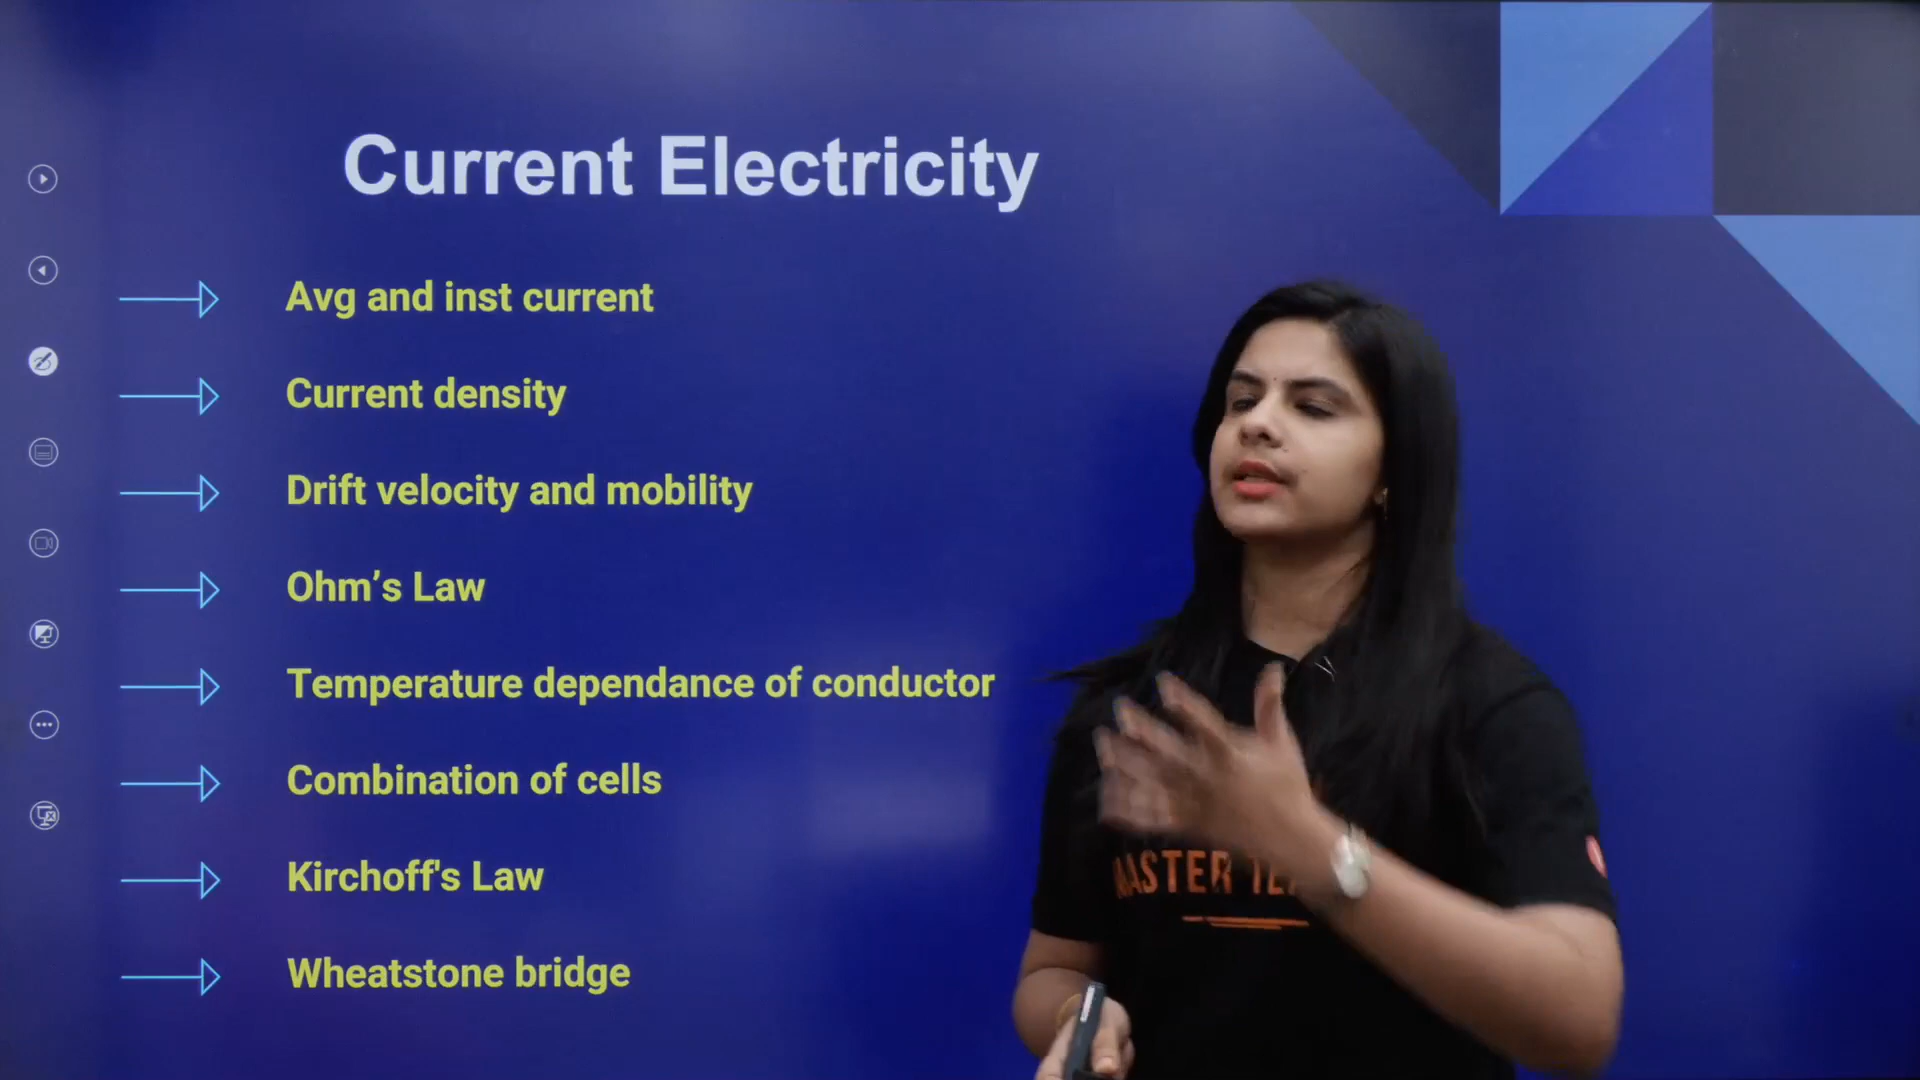 Current Electricity
Avg and inst current
Current density
Drift velocity and mobility
Ohm’s Law
Temperature dependance of conductor
Combination of cells
Kirchoff's Law
Wheatstone bridge
MASTER